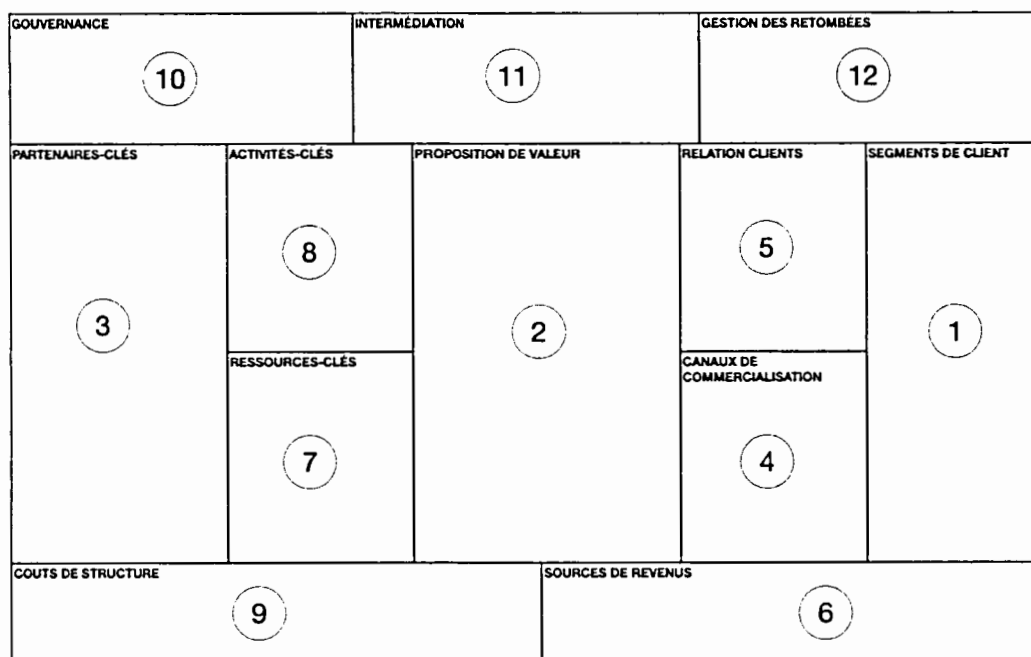 GOUVERNANCE
10
INTERMÉDIATION
11
GESTION DES RETOMBÉES
12
PARTENAIRES-CLÉS
3
ACTIVITÉS-CLÉS
8
RESSOURCES-CLÉS
7
PROPOSITION DE VALEUR
2
RELATION CLIENTS
5
CANAUX DE
COMMERCIALISATION
4
SEGMENTS DE CLIENT
1
COUTS DE STRUCTURE
9
SOURCES DE REVENUS
6